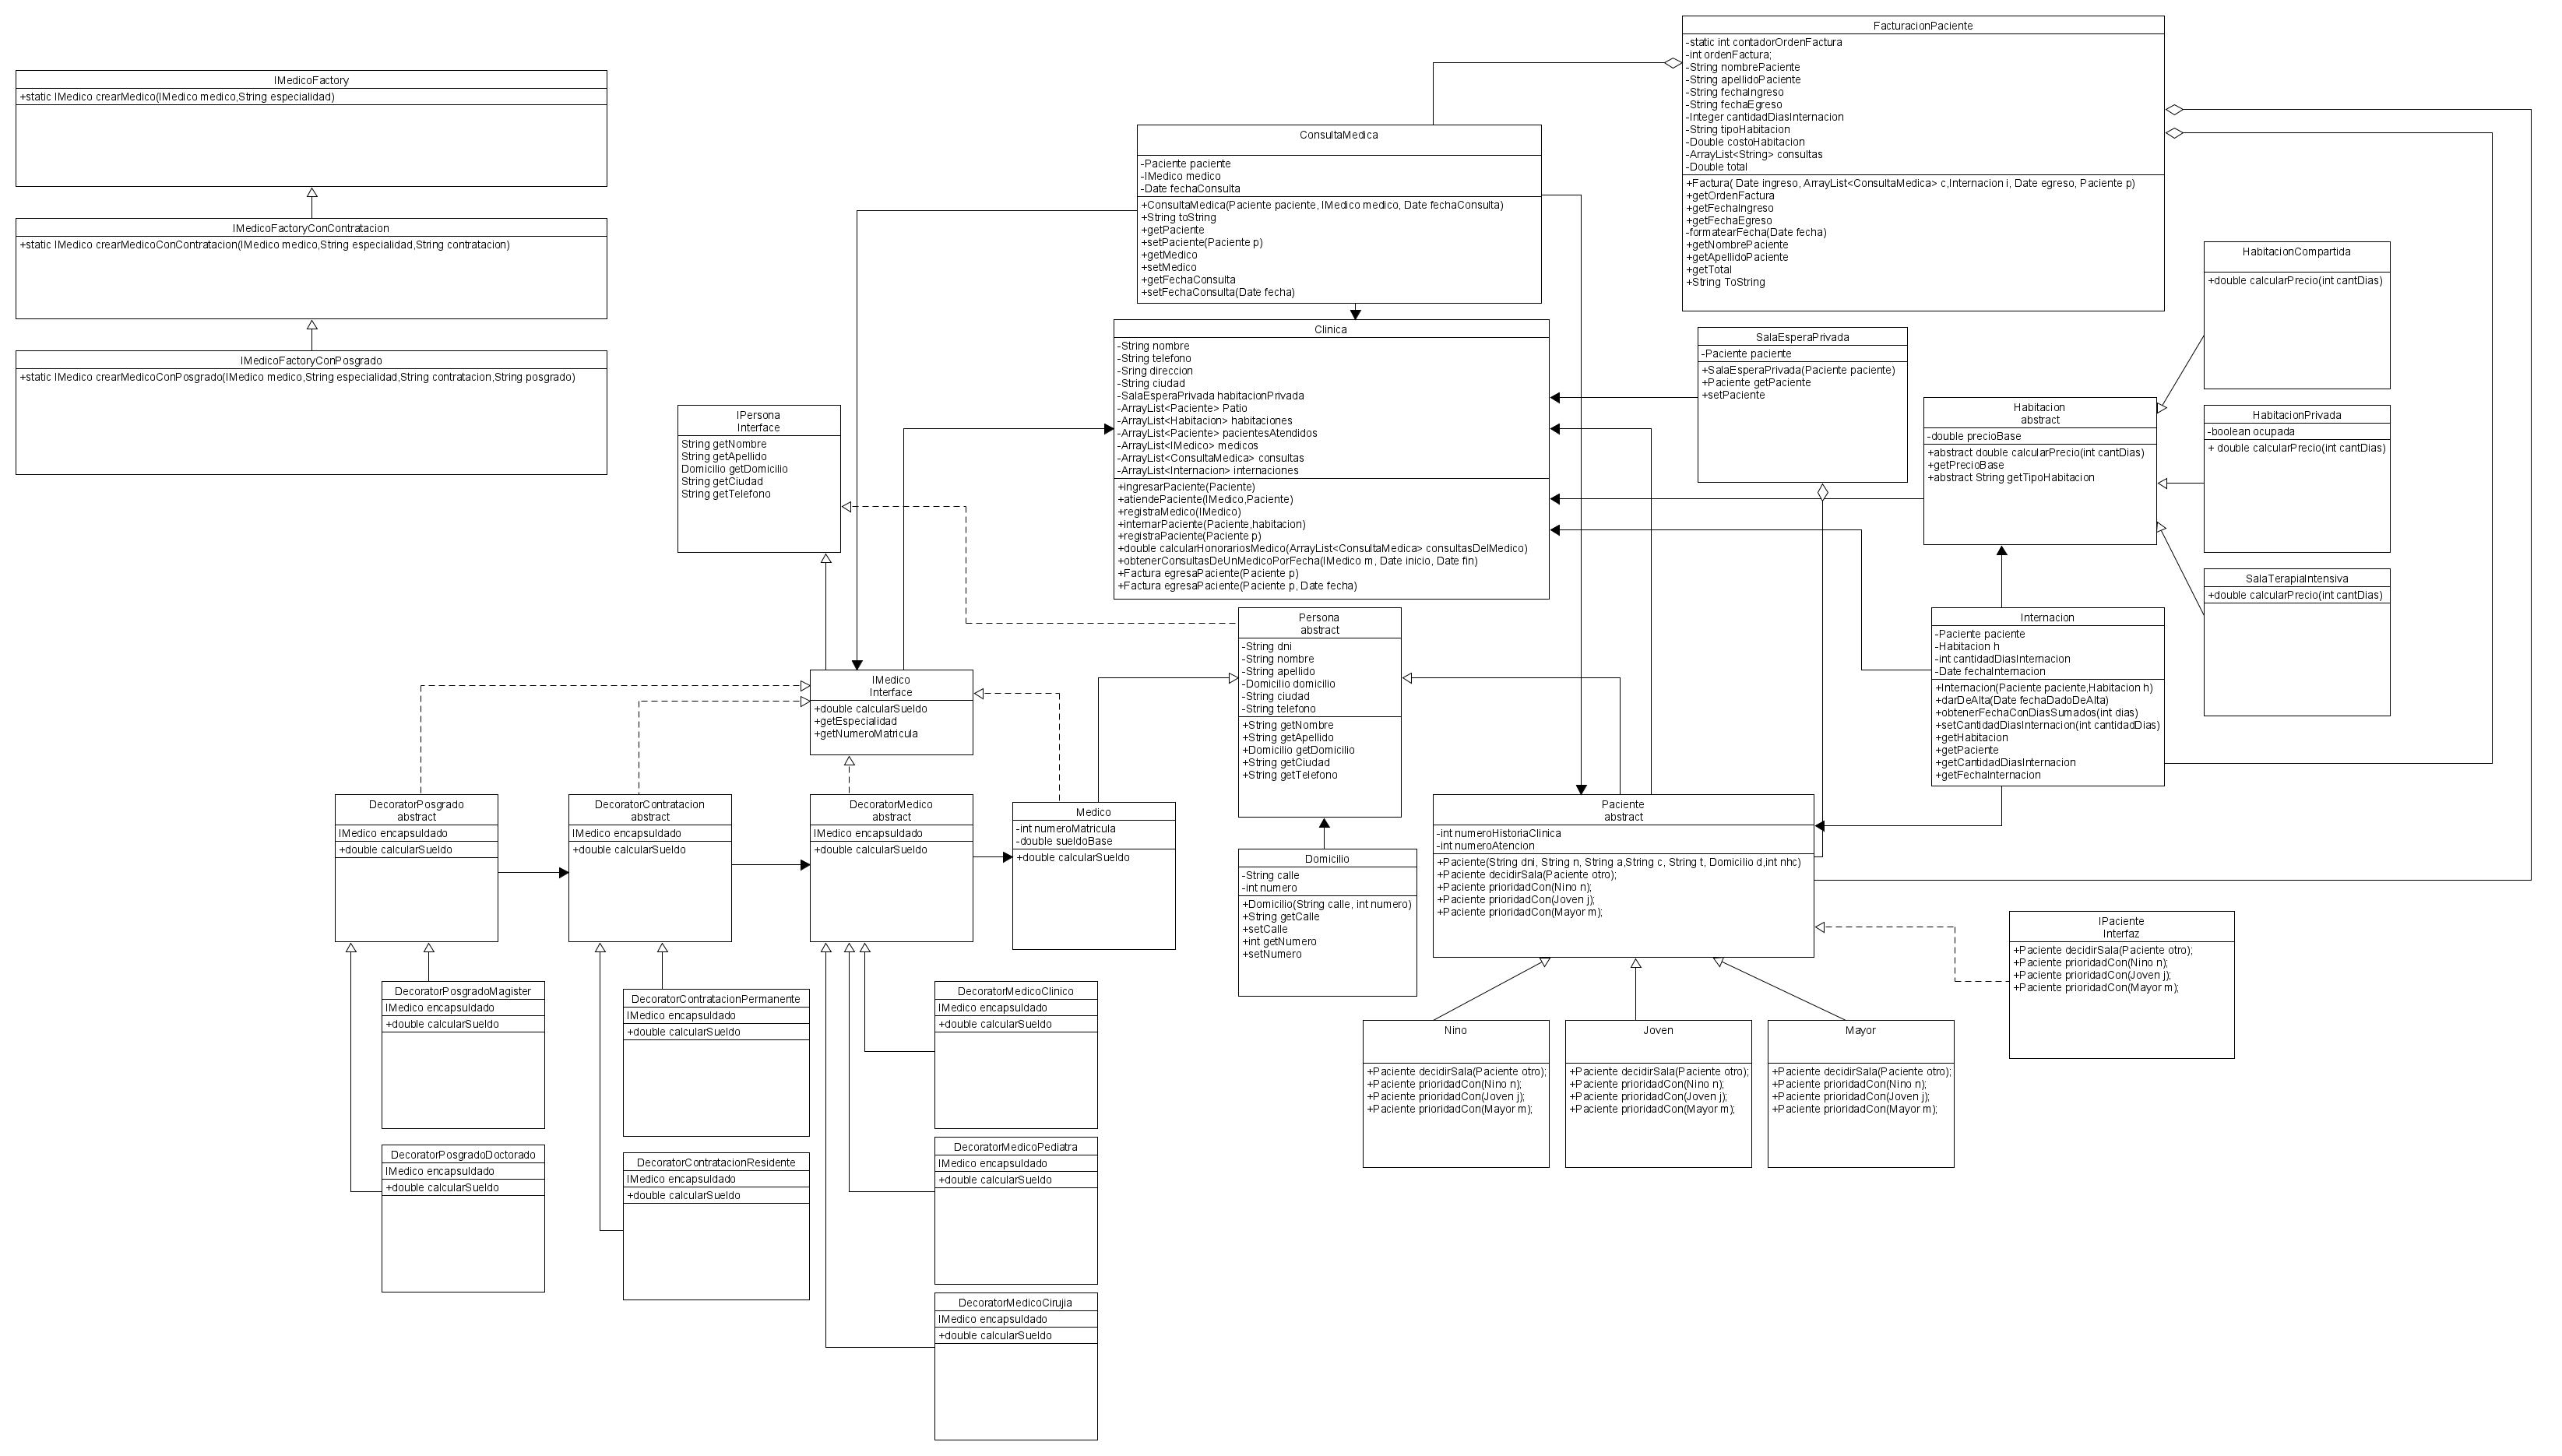 FacturacionPaciente
-static int contadorOrdenFactura
-int ordenFactura;
-String nombrePaciente
-String apellidoPaciente
-String fechaIngreso
-String fechaEgreso
-Integer cantidadDiasInternacion
-String tipoHabitacion
-Double costoHabitacion
-ArrayList<String> consultas
-Double total
+Factura( Date ingreso, ArrayList<ConsultaMedica> c,Internacion i, Date egreso, Paciente p)
+getOrdenFactura
+getFechaIngreso
+getFechaEgreso
-formatearFecha(Date fecha)
+getNombrePaciente
+getApellidoPaciente
+getTotal
+String ToString
IMedicoFactory
+static IMedico crearMedico(IMedico medico,String especialidad)
IMedicoFactoryConContratacion
+static IMedico crearMedicoConContratacion(IMedico medico,String especialidad,String contratacion)
IMedicoFactoryConPosgrado
+static IMedico crearMedicoConPosgrado(IMedico medico,String especialidad,String contratacion,String posgrado)
ConsultaMedica
-Paciente paciente
-IMedico medico
-Date fechaConsulta
+ConsultaMedica(Paciente paciente, IMedico medico, Date fechaConsulta)
+String toString
+getPaciente
+setPaciente(Paciente p)
+getMedico
+setMedico
+getFechaConsulta
+setFechaConsulta(Date fecha)
HabitacionCompartida
+double calcularPrecio(int cantDias)
Clinica
-String nombre
-String telefono
-String direccion
-String ciudad
-SalaEsperaPrivada habitacionPrivada
-ArrayList<Paciente> Patio
-ArrayList<Habitacion> habitaciones
-ArrayList<Paciente> pacientesAtendidos
-ArrayList<IMedico> medicos
-ArrayList<ConsultaMedica> consultas
-ArrayList<Internacion> internaciones
+ingresarPaciente(Paciente)
+atiendePaciente(IMedico,Paciente)
+registraMedico(IMedico)
+internarPaciente(Paciente,habitacion)
+registraPaciente(Paciente p)
+double calcularHonorariosMedico(ArrayList<ConsultaMedica> consultasDelMedico)
+obtenerConsultasDeUnMedicoPorFecha(IMedico m, Date inicio, Date fin)
+Factura egresaPaciente(Paciente p)
+Factura egresaPaciente(Paciente p, Date fecha)
SalaEsperaPrivada
-Paciente paciente
+SalaEsperaPrivada(Paciente paciente)
+Paciente getPaciente
+setPaciente
Habitacion
abstract
-double precioBase
+abstract double calcularPrecio(int cantDias)
+getPrecioBase
+abstract String getTipoHabitacion
HabitacionPrivada
-boolean ocupada
+ double calcularPrecio(int cantDias)
SalaTerapiaIntensiva
+double calcularPrecio(int cantDias)
IPersona
Interface
String getNombre
String getApellido
Domicilio getDomicilio
String getCiudad
String getTelefono
Persona
abstract
-String dni
-String nombre
-String apellido
-Domicilio domicilio
-String ciudad
-String telefono
+String getNombre
+String getApellido
+Domicilio getDomicilio
+String getCiudad
+String getTelefono
Internacion
-Paciente paciente
-Habitacion h
-int cantidadDiasInternacion
-Date fechaInternacion
+Internacion(Paciente paciente,Habitacion h)
+darDeAlta(Date fechaDadoDeAlta)
+obtenerFechaConDiasSumados(int dias)
+setCantidadDiasInternacion(int cantidadDias)
+getHabitacion
+getPaciente
+getCantidadDiasInternacion
+getFechaInternacion
IMedico
Interface
+double calcularSueldo
+getEspecialidad
+getNumeroMatricula
DecoratorPosgrado
abstract
IMedico encapsuldado
+double calcularSueldo
DecoratorContratacion
abstract
IMedico encapsuldado
+double calcularSueldo
DecoratorMedico
abstract
IMedico encapsuldado
+double calcularSueldo
Medico
-int numeroMatricula
-double sueldoBase
+double calcularSueldo
Domicilio
-String calle
-int numero
+Domicilio(String calle, int numero)
+String getCalle
+setCalle
+int getNumero
+setNumero
Paciente
abstract
-int numeroHistoriaClinica
-int numeroAtencion
+Paciente(String dni, String n, String a,String c, String t, Domicilio d,int nhc)
+Paciente decidirSala(Paciente otro);
+Paciente prioridadCon(Nino n);
+Paciente prioridadCon(Joven j);
+Paciente prioridadCon(Mayor m);
IPaciente
Interfaz
+Paciente decidirSala(Paciente otro);
+Paciente prioridadCon(Nino n);
+Paciente prioridadCon(Joven j);
+Paciente prioridadCon(Mayor m);
DecoratorPosgradoMagister
IMedico encapsuldado
+double calcularSueldo
DecoratorContratacionPermanente
IMedico encapsuldado
+double calcularSueldo
DecoratorMedicoClinico
IMedico encapsuldado
+double calcularSueldo
Nino
+Paciente decidirSala(Paciente otro);
+Paciente prioridadCon(Nino n);
+Paciente prioridadCon(Joven j);
+Paciente prioridadCon(Mayor m);
Joven
+Paciente decidirSala(Paciente otro);
+Paciente prioridadCon(Nino n);
+Paciente prioridadCon(Joven j);
+Paciente prioridadCon(Mayor m);
Mayor
+Paciente decidirSala(Paciente otro);
+Paciente prioridadCon(Nino n);
+Paciente prioridadCon(Joven j);
+Paciente prioridadCon(Mayor m);
DecoratorPosgradoDoctorado
IMedico encapsuldado
+double calcularSueldo
DecoratorContratacionResidente
IMedico encapsuldado
+double calcularSueldo
DecoratorMedicoPediatra
IMedico encapsuldado
+double calcularSueldo
DecoratorMedicoCirujia
IMedico encapsuldado
+double calcularSueldo